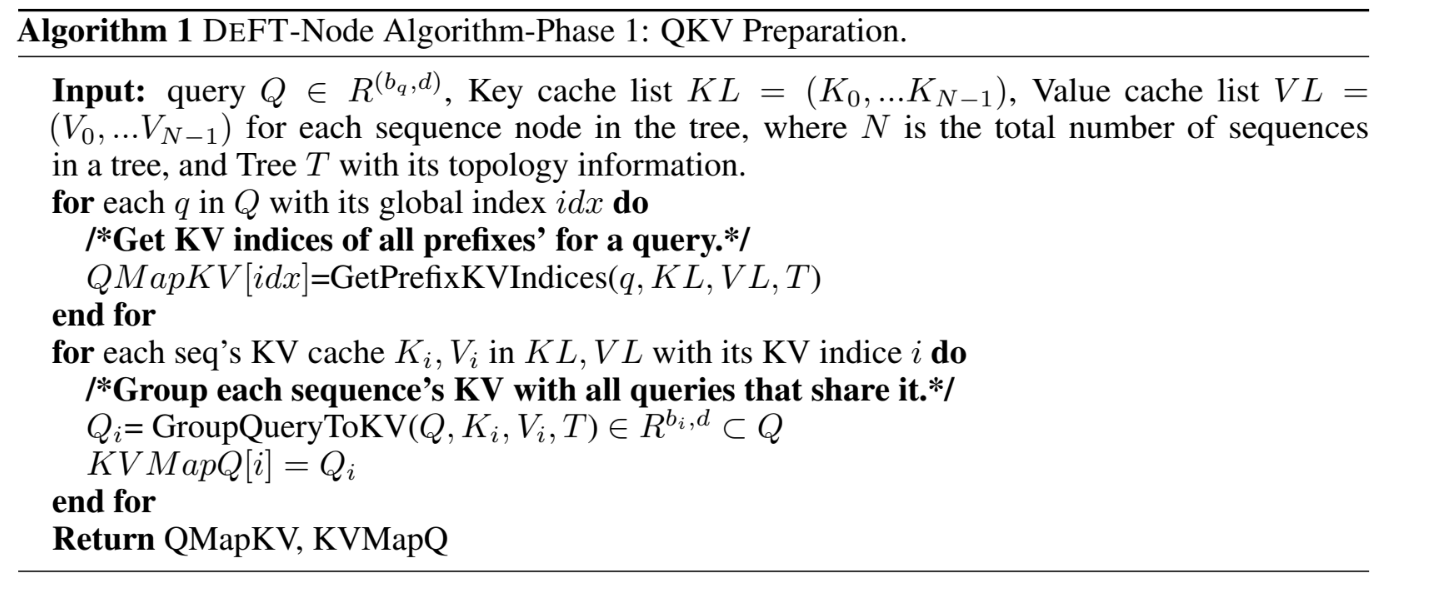 Algorithm 1 DEFT-Node Algorithm-Phase 1: QKV Preparation.
Input: query Q ∈ R^(b_q,d), Key cache list KL = (K_0, ...K_{N−1}), Value cache list VL =
(V_0, ...V_{N−1}) for each sequence node in the tree, where N is the total number of sequences
in a tree, and Tree T with its topology information.
for each q in Q with its global index idx do
/*Get KV indices of all prefixes' for a query.*/
QMapKV[idx]=GetPrefixKVIndices(q, KL, VL, T)
end for
for each seq's KV cache K_i, V_i in KL, VL with its KV indice i do
/*Group each sequence's KV with all queries that share it.*/
Q_i= GroupQueryToKV(Q, K_i, V_i, T) ∈ R^{b_i,d} ⊂ Q
KVMapQ[i] = Q_i
end for
Return QMapKV, KVMapQ